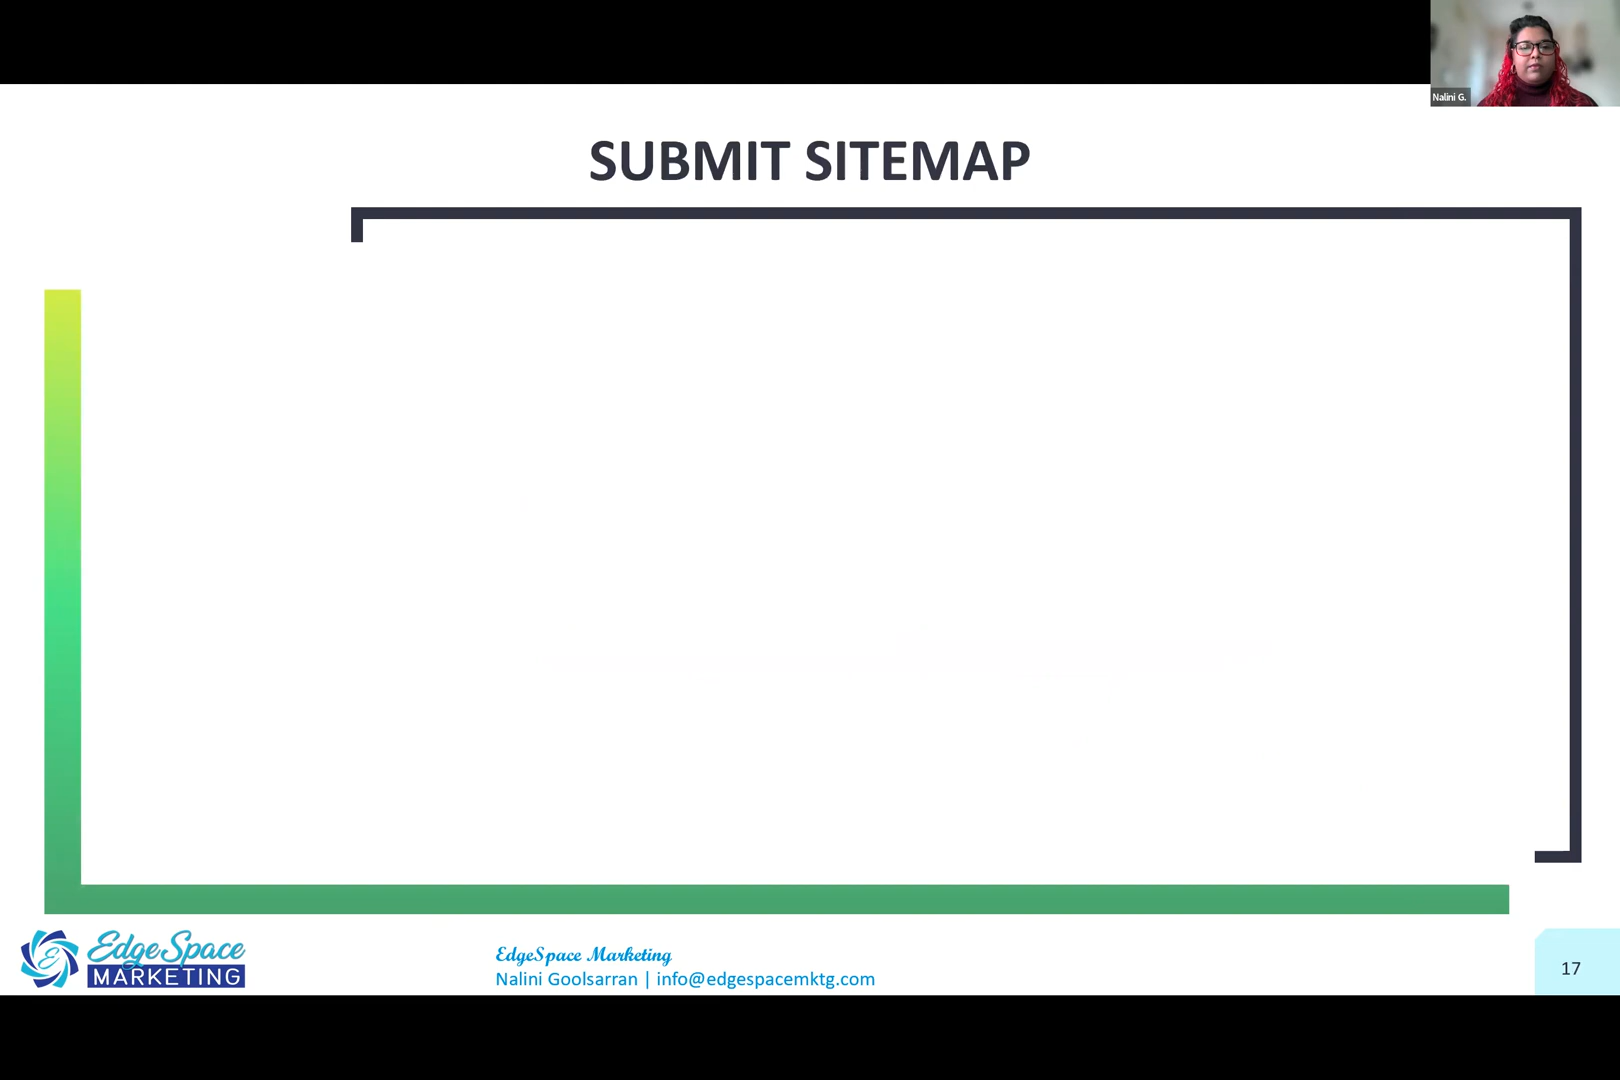 Nalini G.
SUBMIT SITEMAP
EdgeSpace
MARKETING
EdgeSpace Marketing
Nalini Goolsarran | info@edgespacemktg.com
17